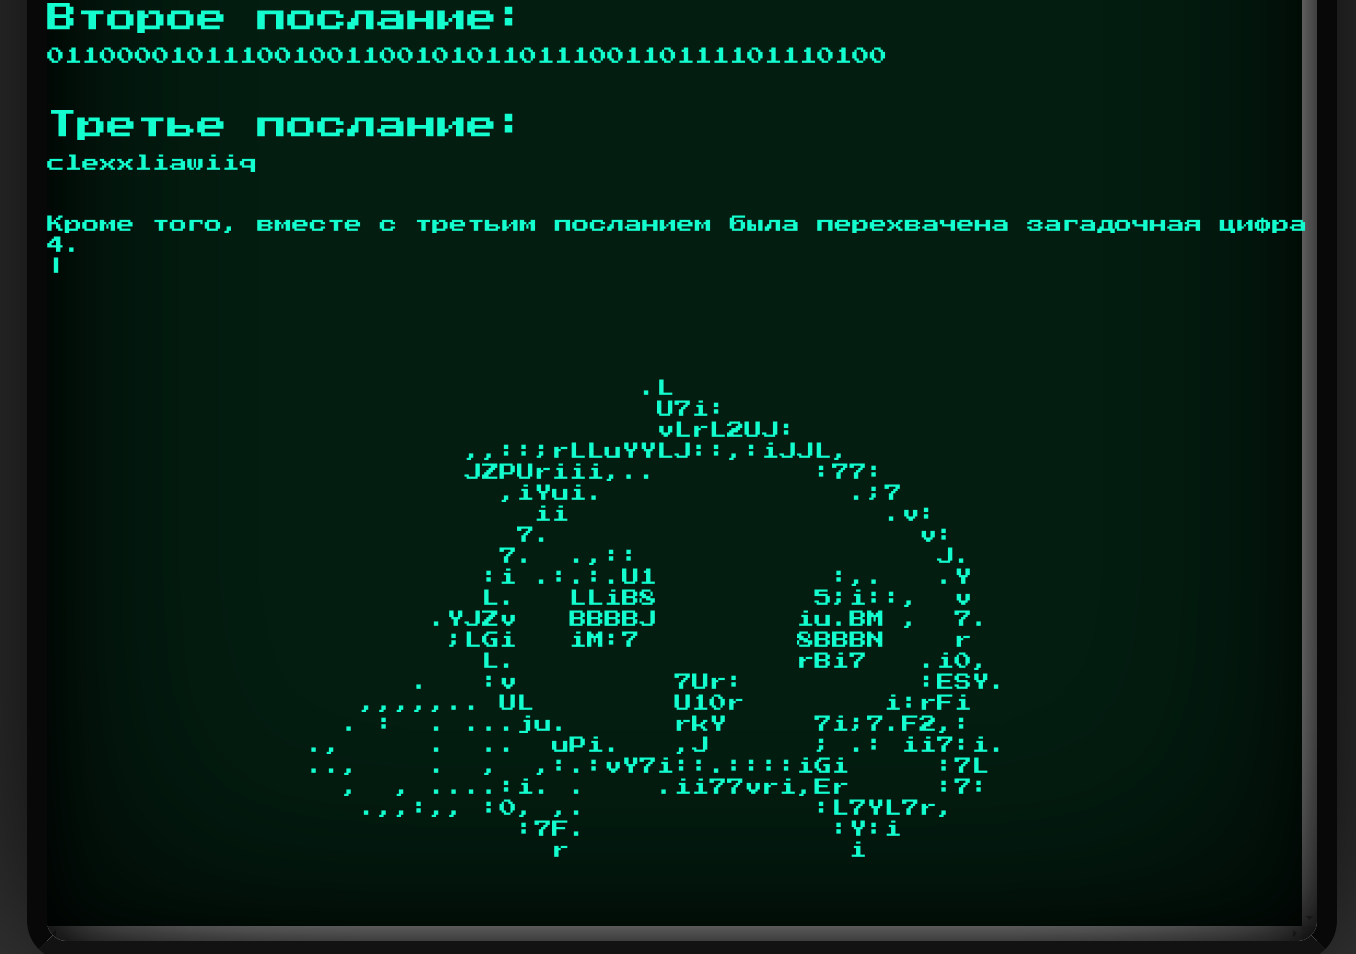 Второе послание:
011000010111001001100101011011100110111101110100
Третье послание:
clexxliawiiq
Кроме того, вместе с третьим посланием была перехвачена загадочная цифра
4.
.L
U7i:
vLrL2UJ:
,,::;rLLuYYLJ::,:iJJL,
JZPUriii,.. :77:
,iYui. .;7
ii .v:
7. v:
7. .,:: J.
:i .:.:.U1 :,. .Y
L. LLiB8 5;i::, v
.YJZv BBBBJ iu.BM , 7.
;LGi iM:7 8BBBN r
L. rBi7 .i0,
. :v 7Ur: :ESY.
,,,,,.. UL U10r i:rFi
. : . ...ju. rkY 7i;7.F2,:
., . .. uPi. ,J ; .: ii7:i.
.., . , ,:.:vY7i::.::::iGi :7L
, , ....:i. . .ii77vri,Er :7:
.,,:,, :0, ,. :L7YL7r,
:7F. :Y:i
r i